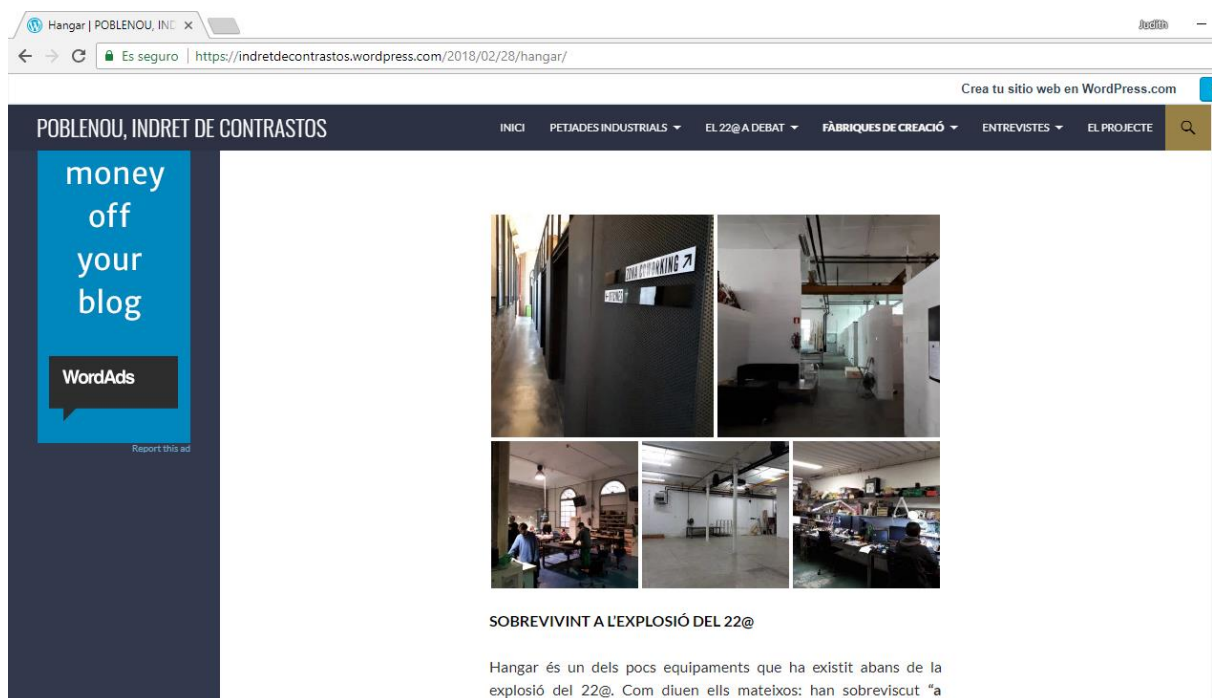 Hangar | POBLENOU, IND
Judith
Es seguro | https://indretdecontrastos.wordpress.com/2018/02/28/hangar/
Crea tu sitio web en WordPress.com
POBLENOU, INDRET DE CONTRASTOS
INICI PETJADES INDUSTRIALS EL 22@ A DEBAT FÀBRIQUES DE CREACIÓ ENTREVISTES EL PROJECTE
money
off
your
blog
WordAds
Report this ad
ZONA COWORKING
SOBREVIVINT A L'EXPLOSIÓ DEL 22@
Hangar és un dels pocs equipaments que ha existit abans de la
explosió del 22@. Com diuen ells mateixos: han sobreviscut "a